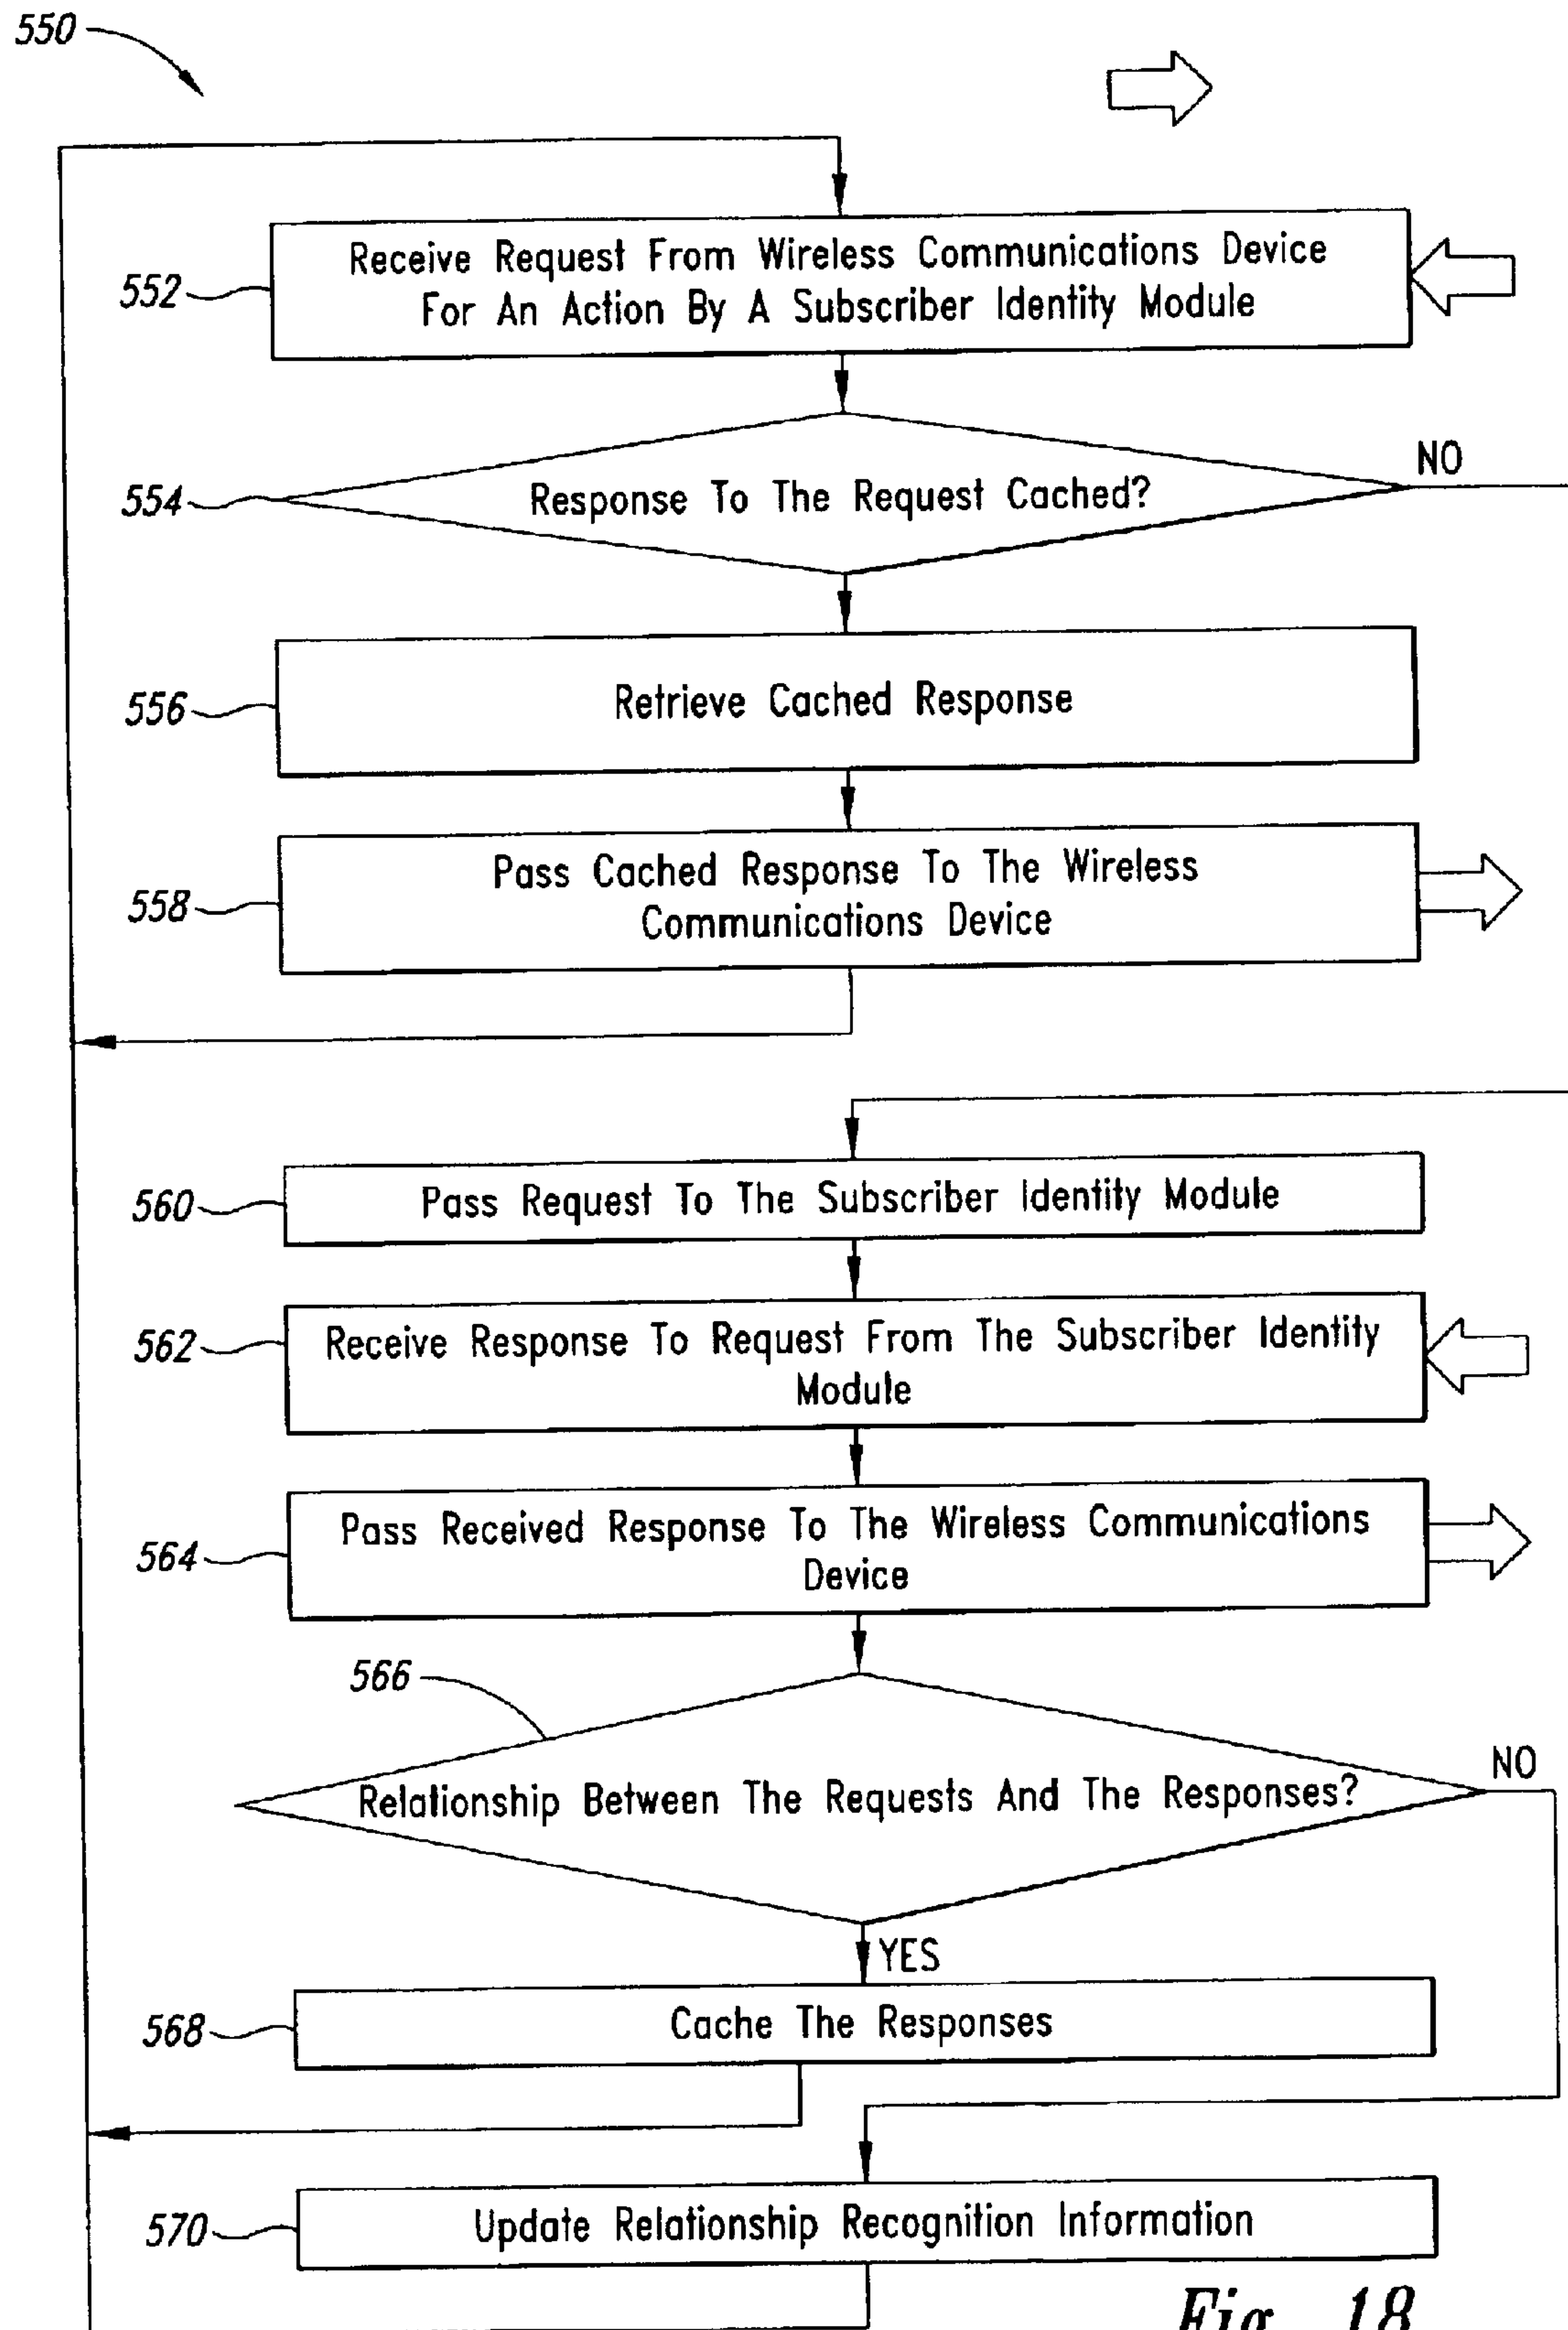 550
552
Receive Request From Wireless Communications Device
For An Action By A Subscriber Identity Module
554
Response To The Request Cached?
NO
556
Retrieve Cached Response
558
Pass Cached Response To The Wireless
Communications Device
560
Pass Request To The Subscriber Identity Module
562
Receive Response To Request From The Subscriber Identity
Module
564
Pass Received Response To The Wireless Communications
Device
566
Relationship Between The Requests And The Responses?
NO
YES
568
Cache The Responses
570
Update Relationship Recognition Information
Fig. 18